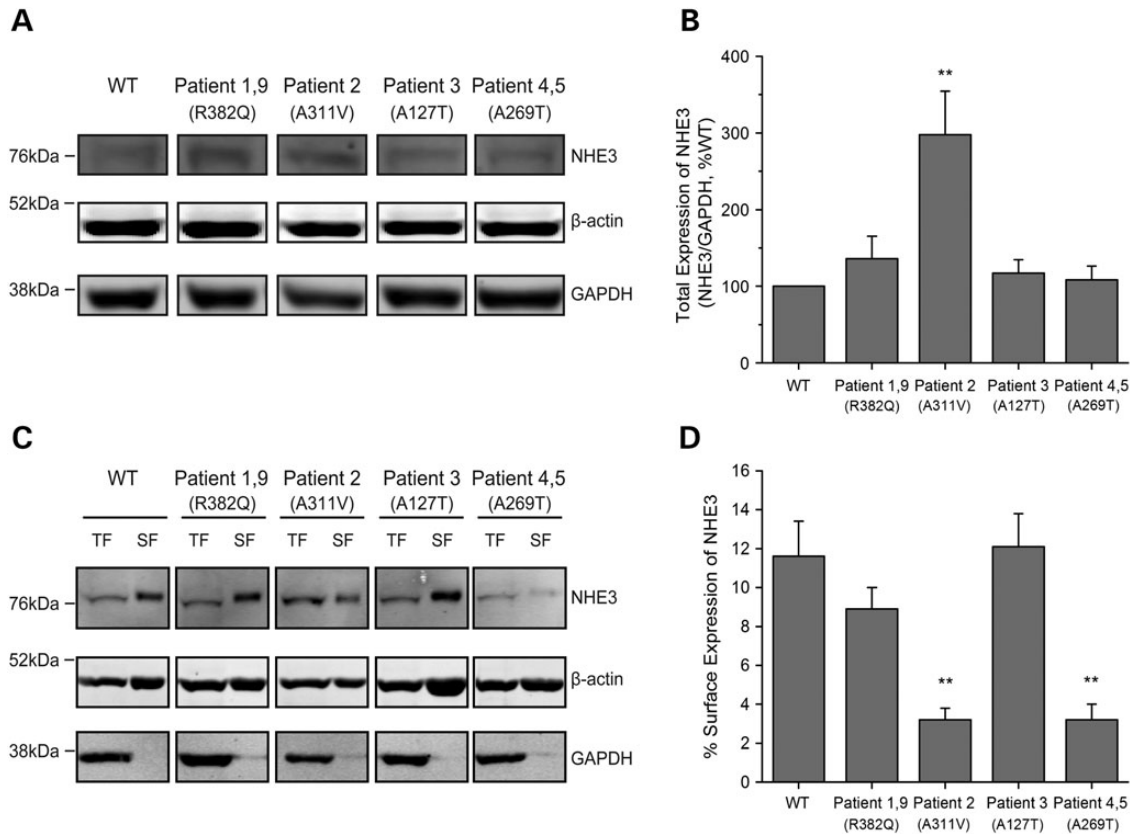 A
WT
Patient 1,9
(R382Q)
Patient 2
(A311V)
Patient 3
(A127T)
Patient 4,5
(A269T)
76kDa
NHE3
52kDa
β-actin
38kDa
GAPDH
B
Total Expression of NHE3
(NHE3/GAPDH, %WT)
400
300
200
100
0
**
WT
Patient 1,9
(R382Q)
Patient 2
(A311V)
Patient 3
(A127T)
Patient 4,5
(A269T)
C
WT
Patient 1,9
(R382Q)
Patient 2
(A311V)
Patient 3
(A127T)
Patient 4,5
(A269T)
TF SF TF SF TF SF TF SF TF SF
76kDa
NHE3
52kDa
β-actin
38kDa
GAPDH
D
% Surface Expression of NHE3
16
14
12
10
8
6
4
2
0
**
**
WT
Patient 1,9
(R382Q)
Patient 2
(A311V)
Patient 3
(A127T)
Patient 4,5
(A269T)